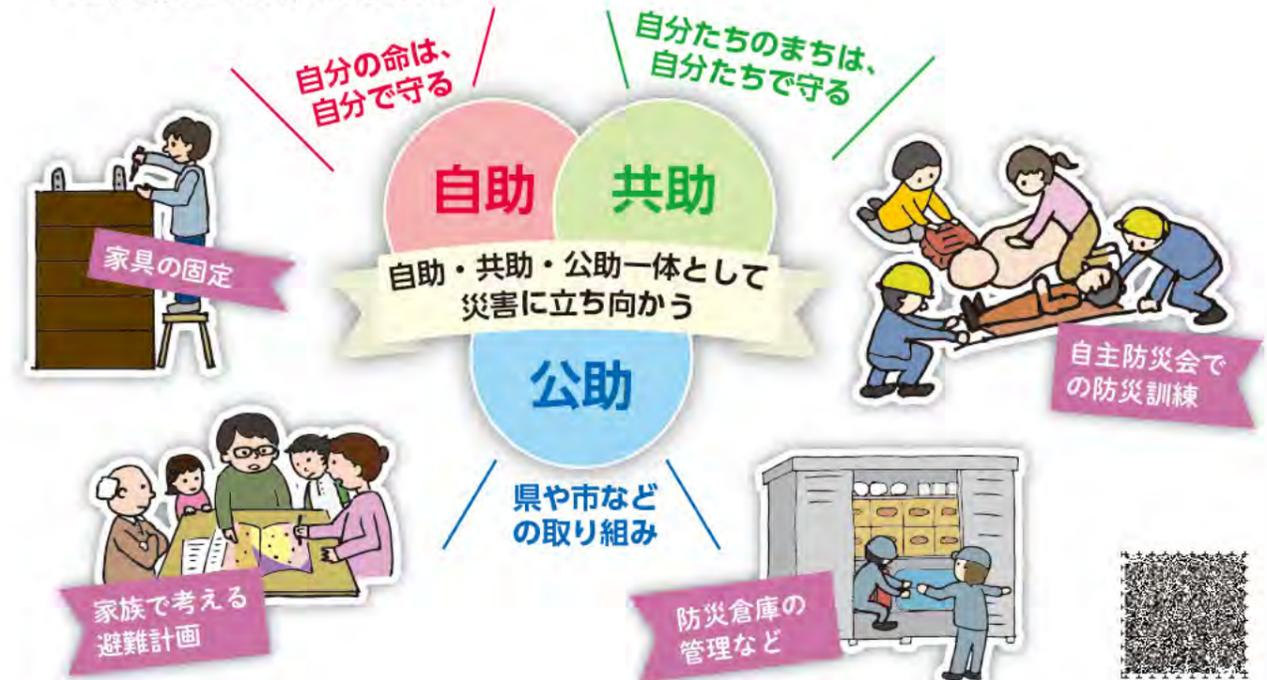 自分の命は、
自分で守る
自分たちのまちは、
自分たちで守る
自助
共助
家具の固定
自助・共助・公助一体として
災害に立ち向かう
自主防災会で
の防災訓練
公助
県や市など
の取り組み
家族で考える
避難計画
防災倉庫の
管理など